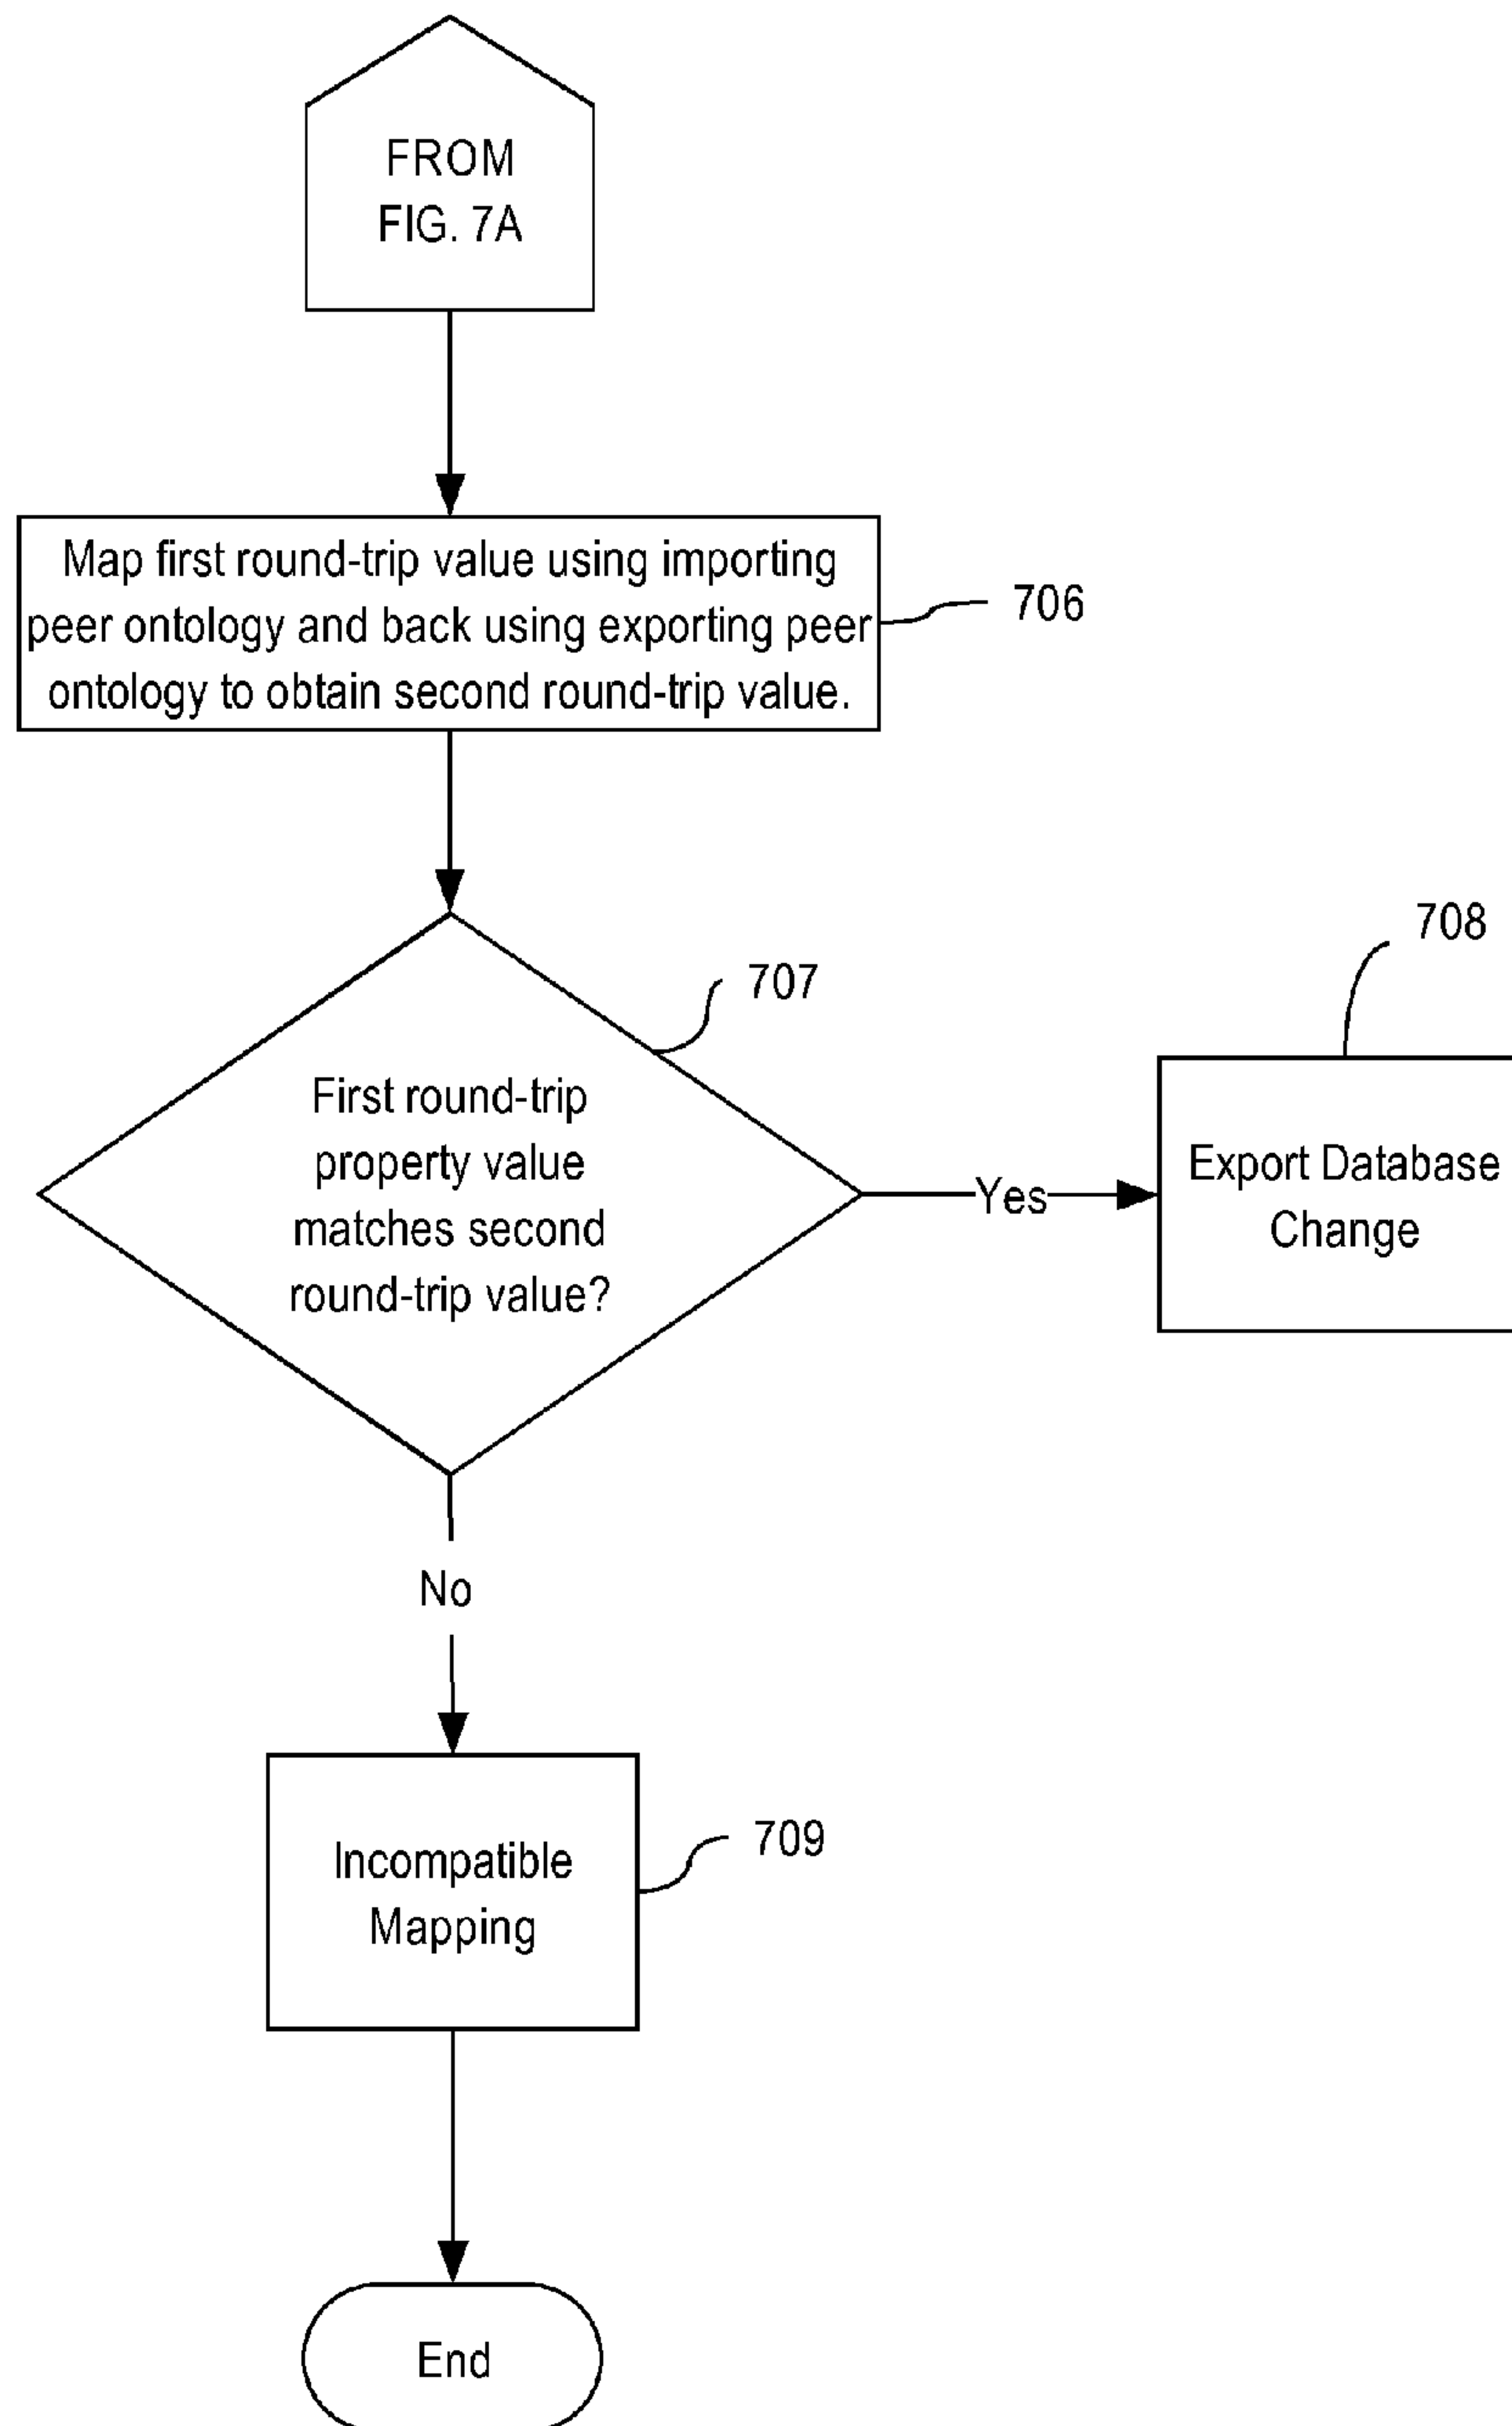 FROM
FIG. 7A
Map first round-trip value using importing
peer ontology and back using exporting peer
ontology to obtain second round-trip value.
706
707
First round-trip
property value
matches second
round-trip value?
Yes
708
Export Database
Change
No
Incompatible
Mapping
709
End